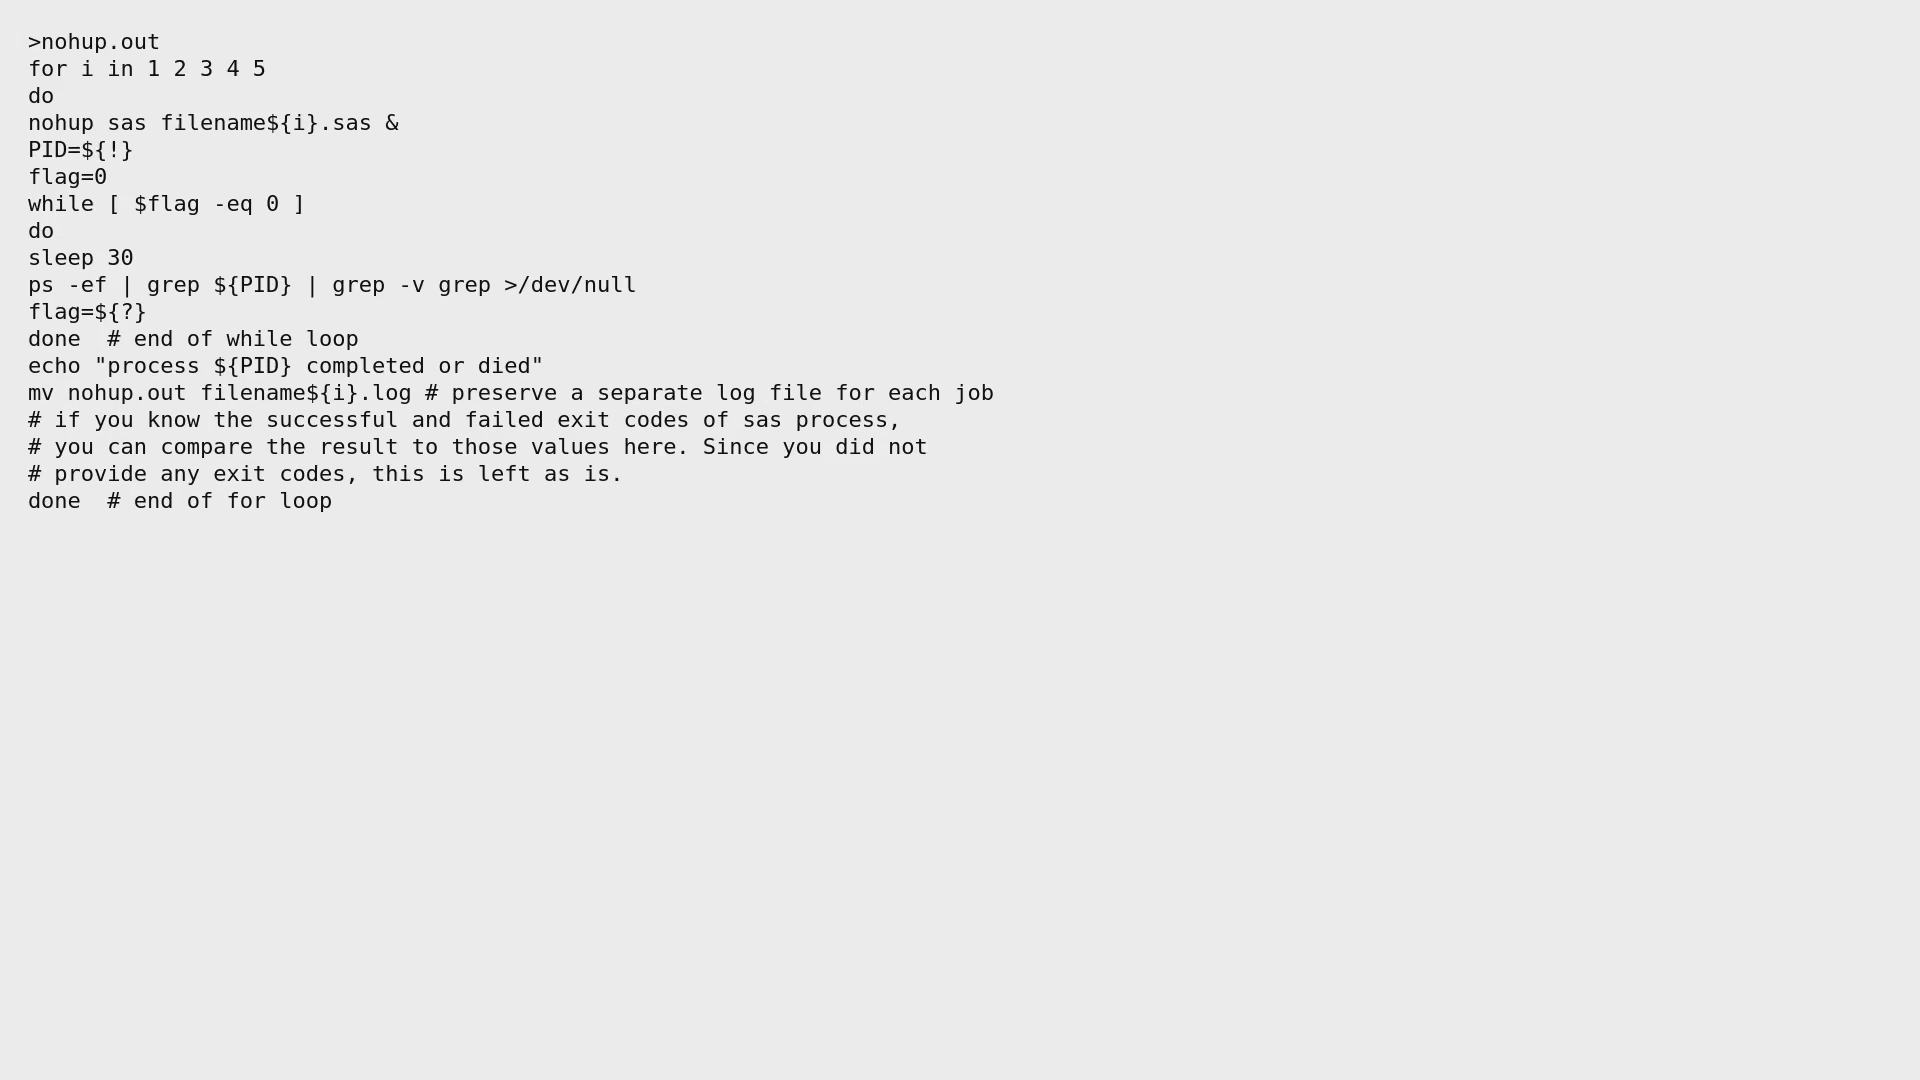 >nohup.out
for i in 1 2 3 4 5
do
nohup sas filename${i}.sas &
PID=${!}
flag=0
while [ $flag -eq 0 ]
do
sleep 30
ps -ef | grep ${PID} | grep -v grep >/dev/null
flag=${?}
done  # end of while loop
echo "process ${PID} completed or died"
mv nohup.out filename${i}.log # preserve a separate log file for each job
# if you know the successful and failed exit codes of sas process,
# you can compare the result to those values here. Since you did not
# provide any exit codes, this is left as is.
done  # end of for loop